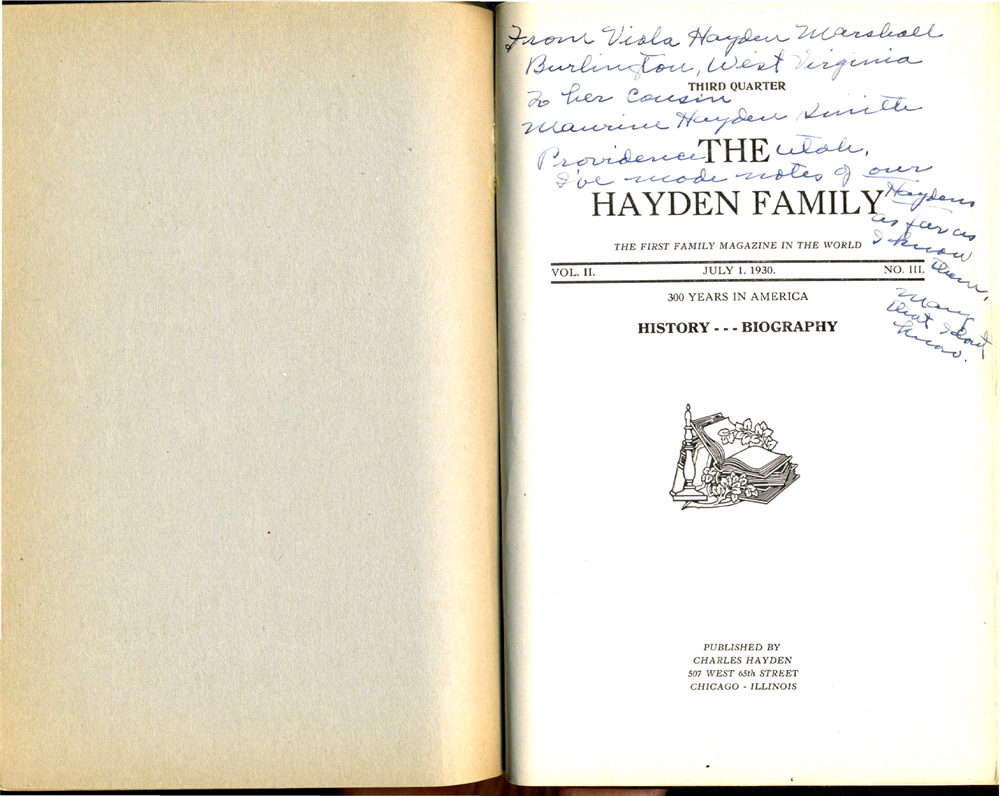 From Viola Hayden Marshall
Burlington, West Virginia
THIRD QUARTER
To her Cousin
Maurine Hayden Smith
Providence Utah,
I've made notes of our
Haydens
as far as
I know
them,
Many
that I don't
know.
THE
HAYDEN FAMILY
THE FIRST FAMILY MAGAZINE IN THE WORLD
VOL. II. JULY 1, 1930. NO. III.
300 YEARS IN AMERICA
HISTORY - - - BIOGRAPHY
PUBLISHED BY
CHARLES HAYDEN
507 WEST 65th STREET
CHICAGO - ILLINOIS